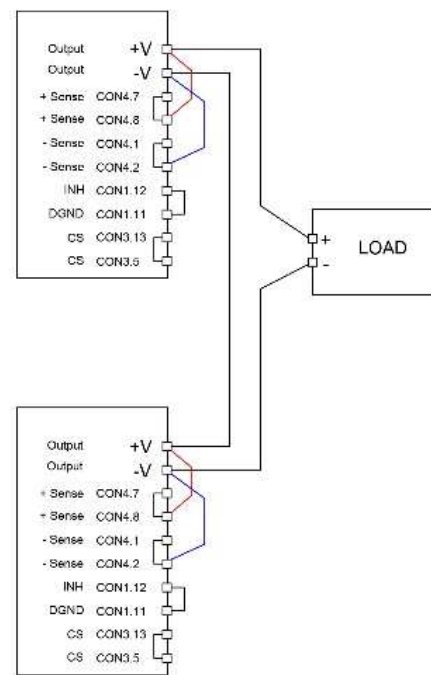 Output +V
Output -V
+ Sense CON4.7
+ Sense CON4.8
- Sense CON4.1
- Sense CON4.2
INH CON1.12
DGND CON1.11
CS CON3.13
CS CON3.5
+ LOAD
-
Output +V
Output -V
+ Sense CON4.7
+ Sense CON4.8
- Sense CON4.1
- Sense CON4.2
INH CON1.12
DGND CON1.11
CS CON3.13
CS CON3.5